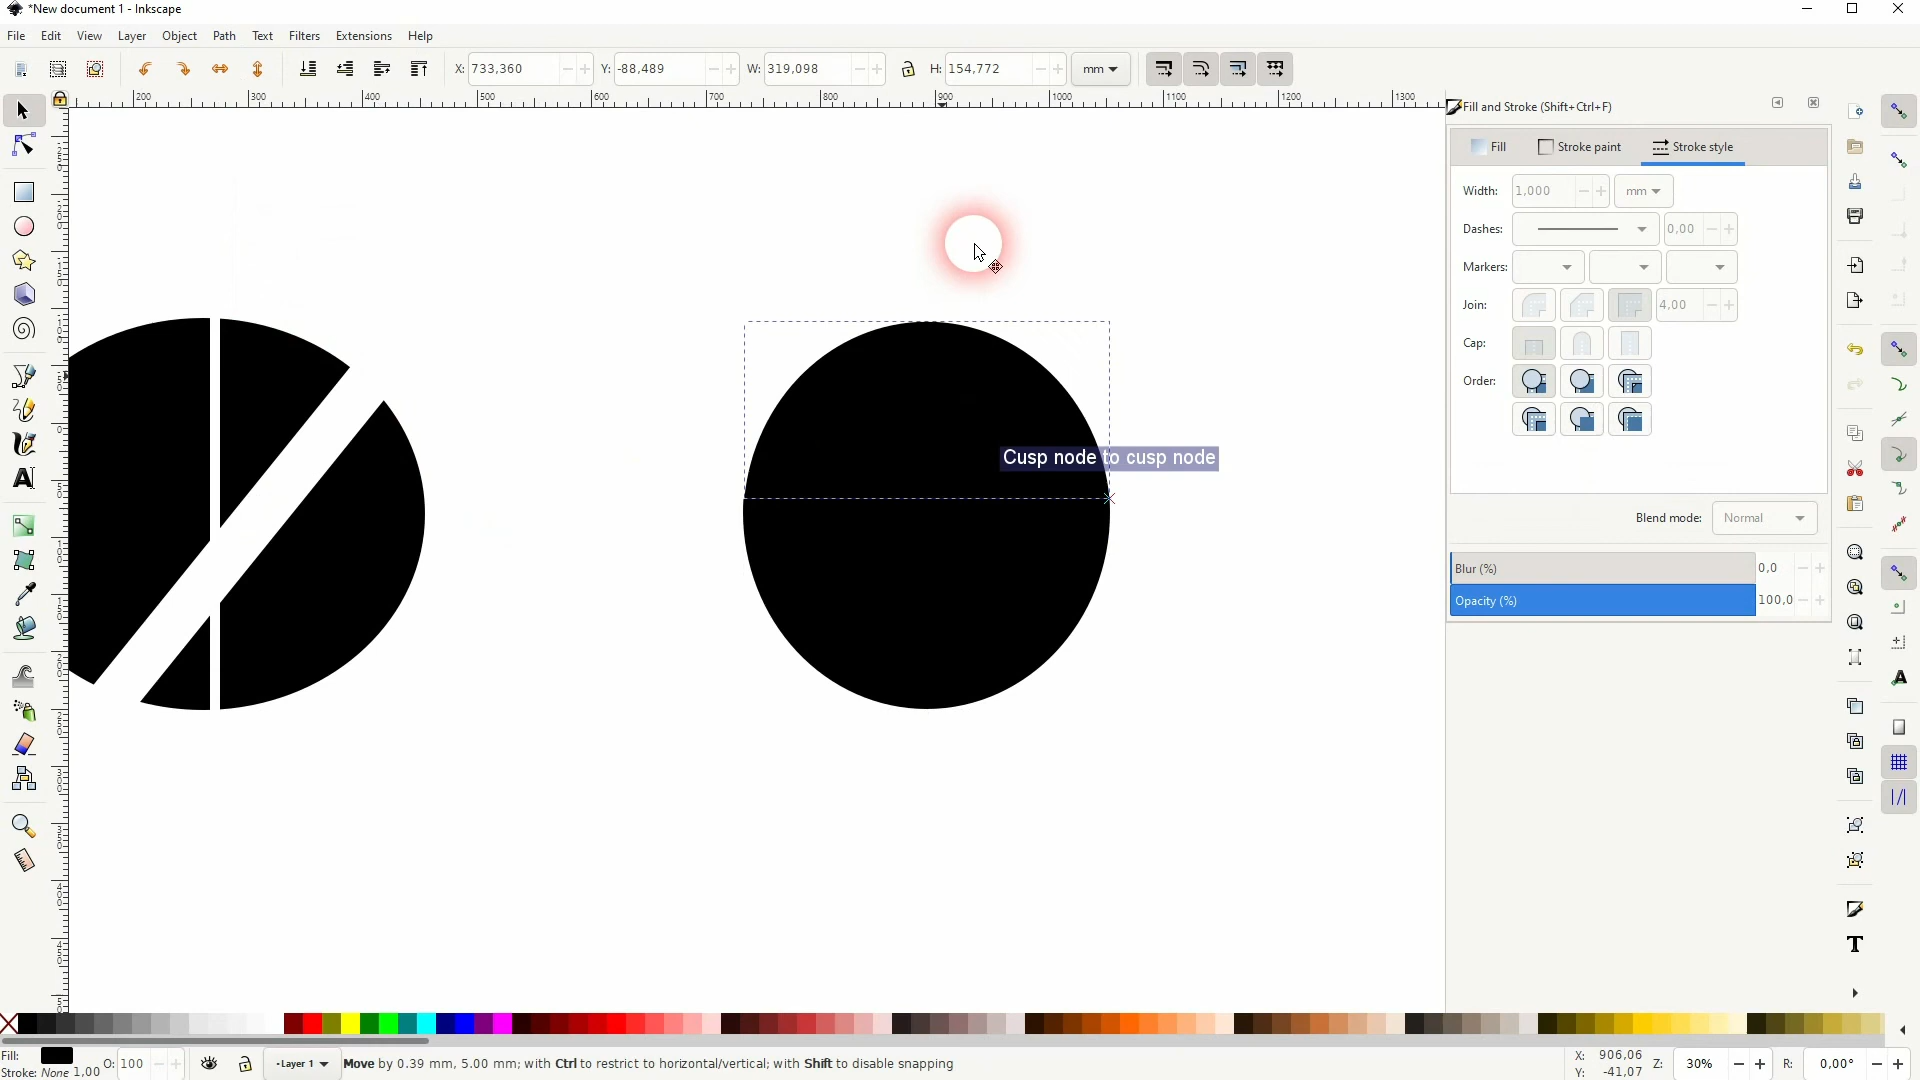 *New document 1 - Inkscape
File Edit View Layer Object Path Text Filters Extensions Help
X: 733,360 Y: -88,489 W: 319,098 H: 154,772 mm
200 300 400 500 600 700 800 900 1000 1100 1200 1300
Fill and Stroke (Shift+Ctrl+F)
Fill Stroke paint Stroke style
Width: 1,000 mm
Dashes: 0,00
Markers:
Join: 4,00
Cap:
Order:
Cusp node to cusp node
Blend mode: Normal
Blur (%) 0,0
Opacity (%) 100,0
Fill: O: 100 Layer 1 Move by 0.39 mm, 5.00 mm; with Ctrl to restrict to horizontal/vertical; with Shift to disable snapping X: 906,06 Z: 30% R: 0,00°
Stroke: None 1,00 Y: -41,07